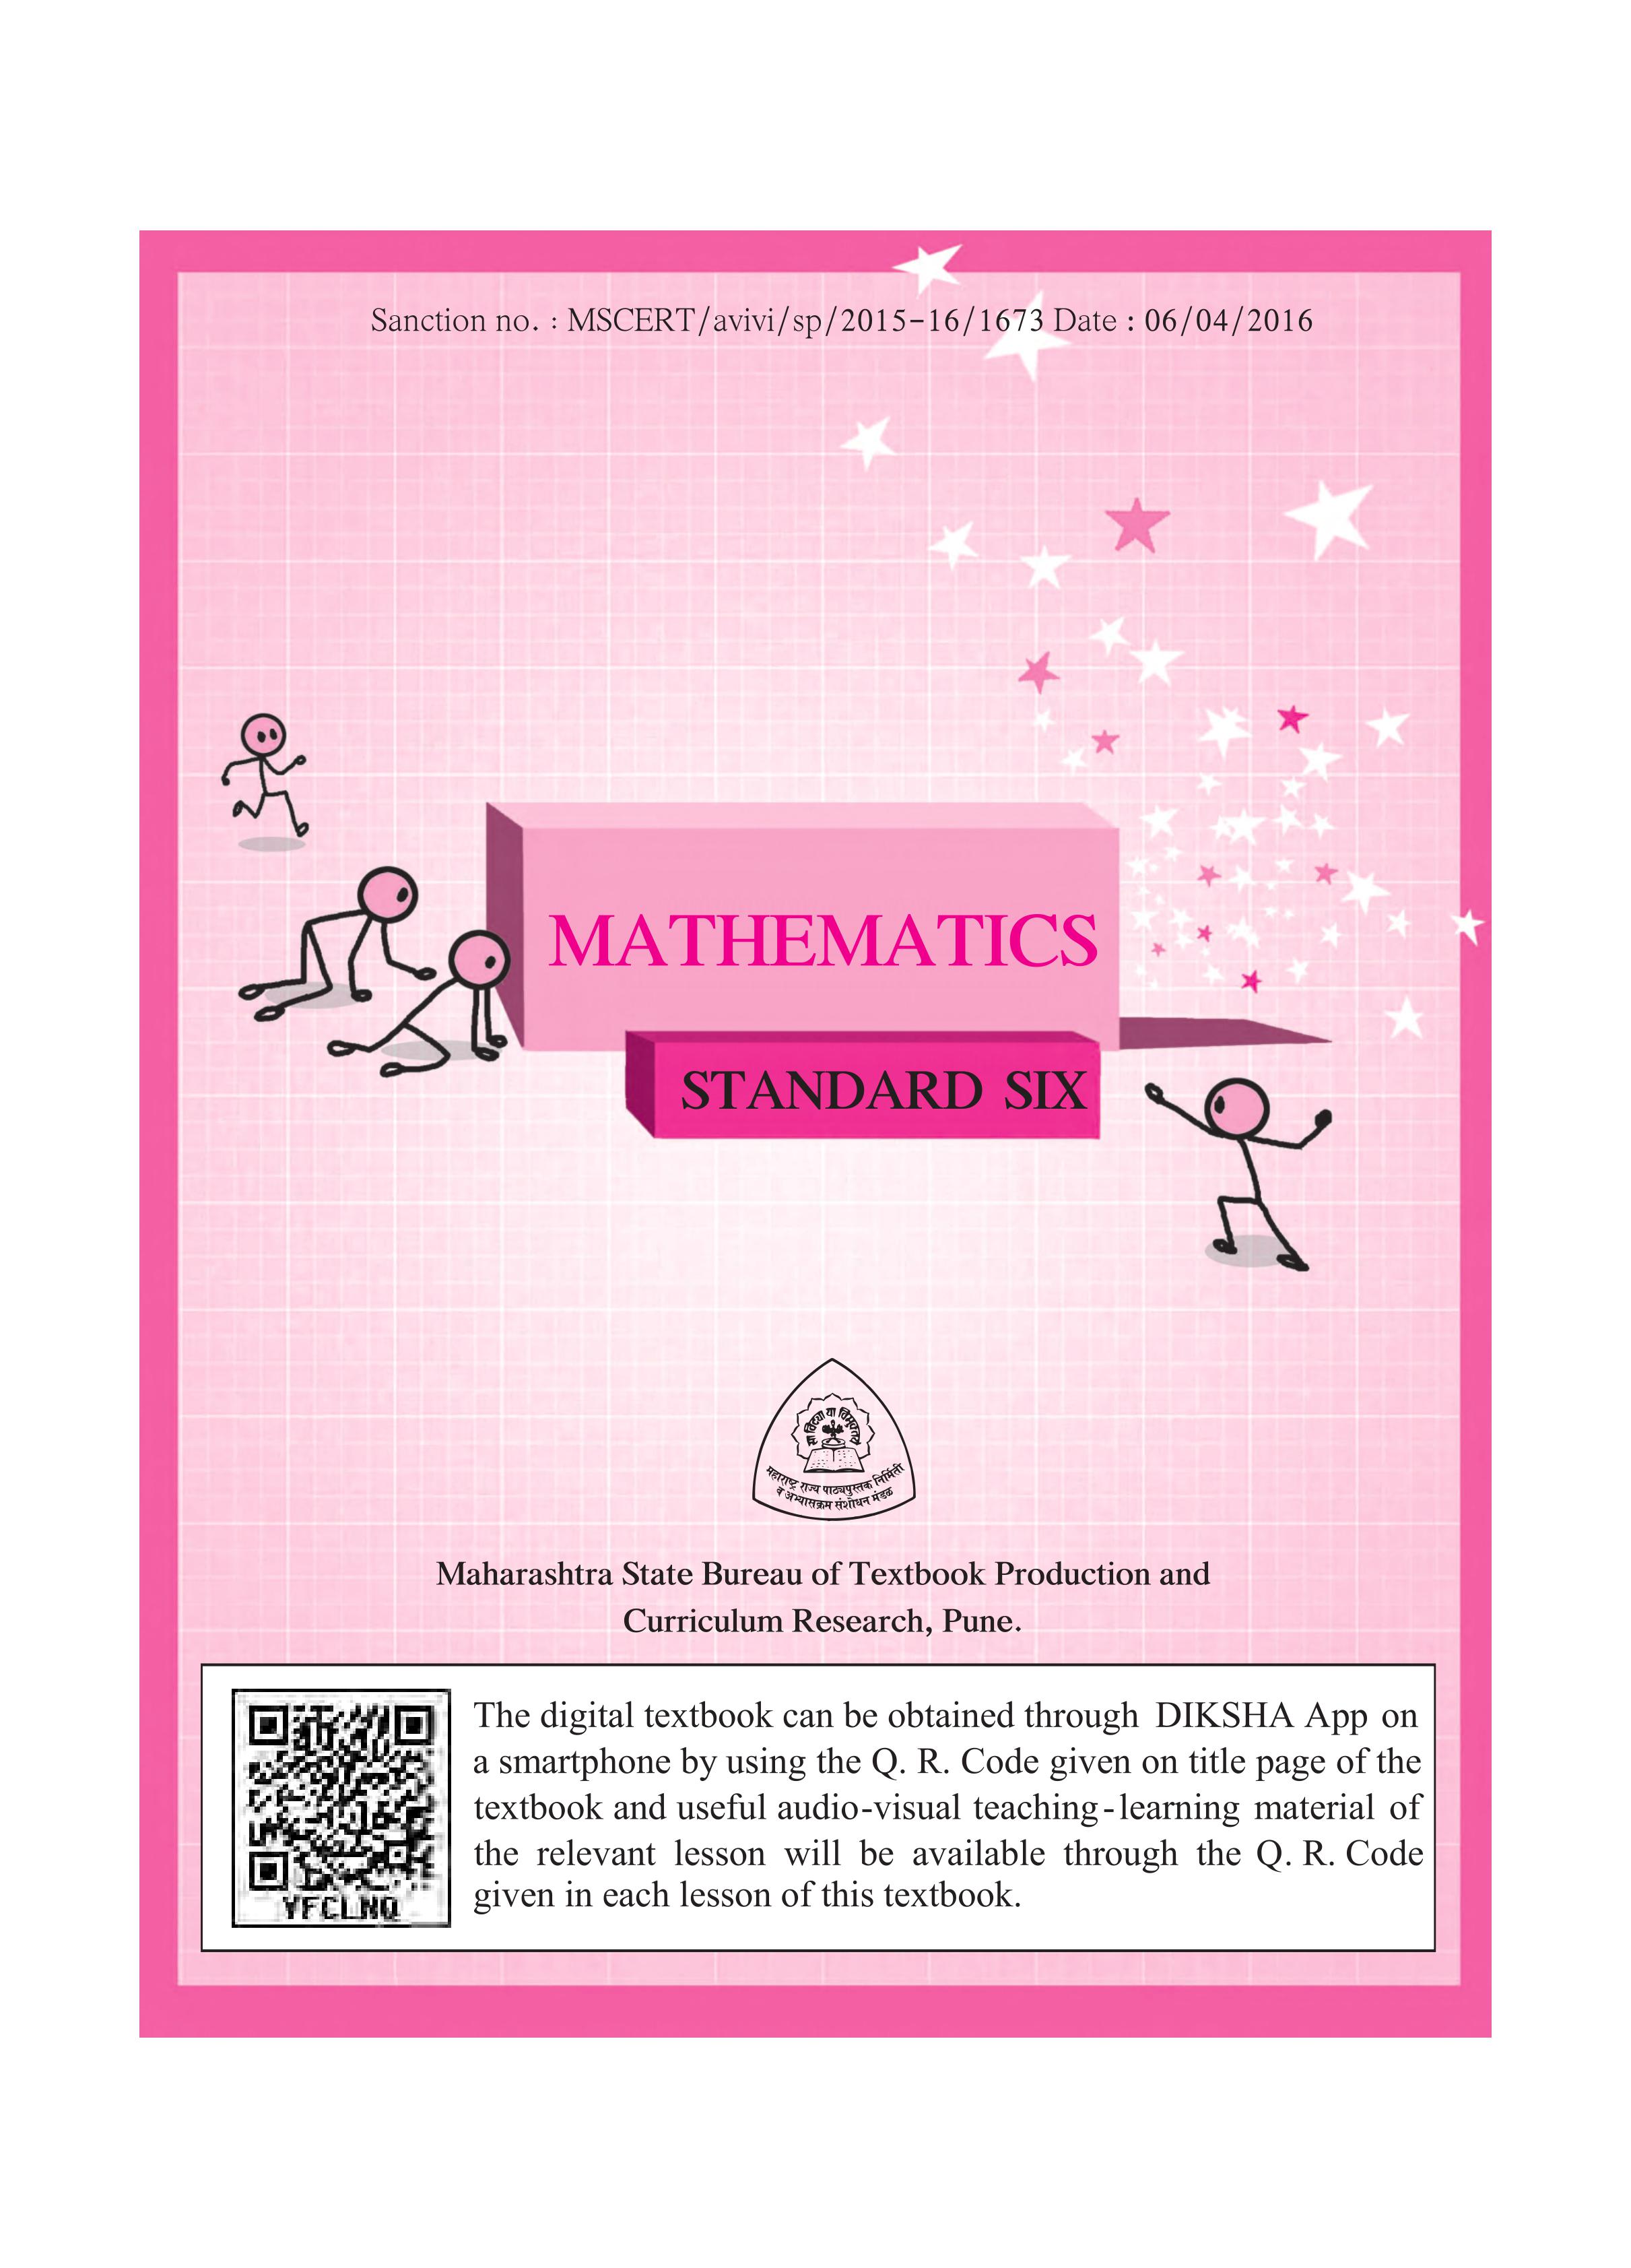 Sanction no. : MSCERT/avivi/sp/2015-16/1673 Date : 06/04/2016
MATHEMATICS
STANDARD SIX
सा विद्या या विमुक्तये
महाराष्ट्र राज्य पाठ्यपुस्तक निर्मिती
व अभ्यासक्रम संशोधन मंडळ
Maharashtra State Bureau of Textbook Production and
Curriculum Research, Pune.
The digital textbook can be obtained through DIKSHA App on
a smartphone by using the Q. R. Code given on title page of the
textbook and useful audio-visual teaching-learning material of
the relevant lesson will be available through the Q. R. Code
given in each lesson of this textbook.